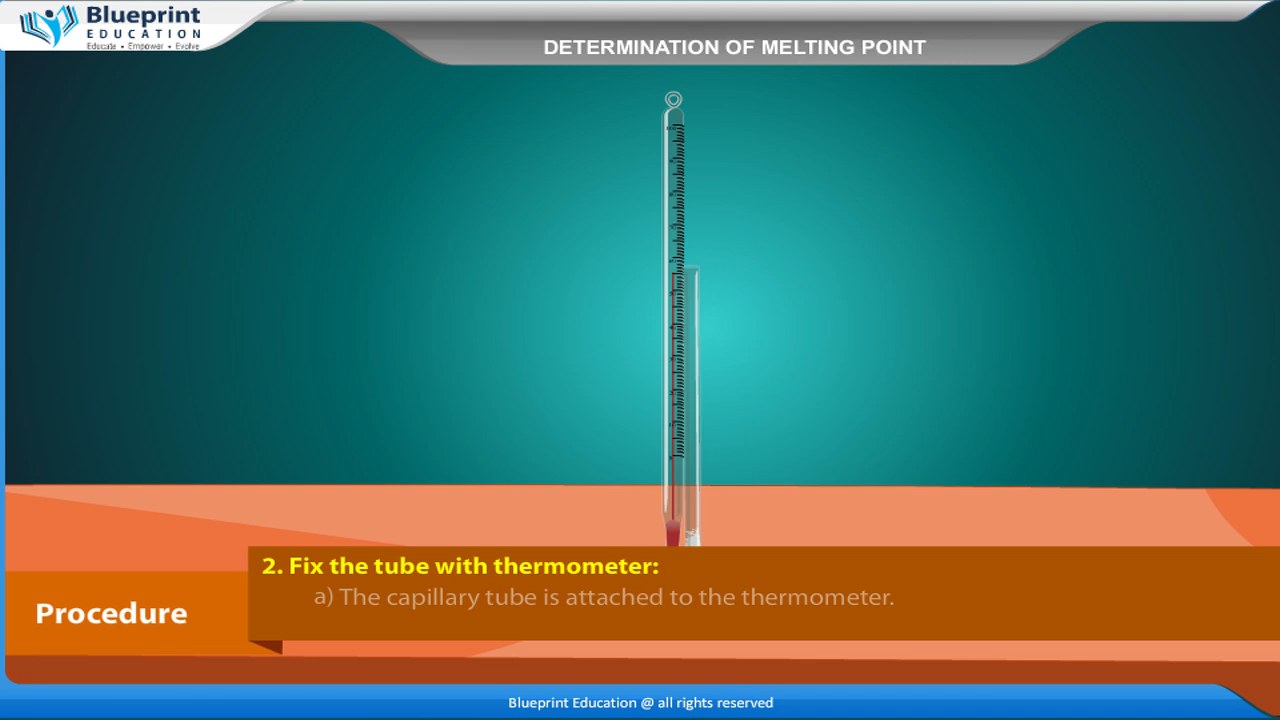 Blueprint
EDUCATION
Educate • Empower • Evolve
DETERMINATION OF MELTING POINT
2. Fix the tube with thermometer:
a) The capillary tube is attached to the thermometer.
Procedure
Blueprint Education @ all rights reserved